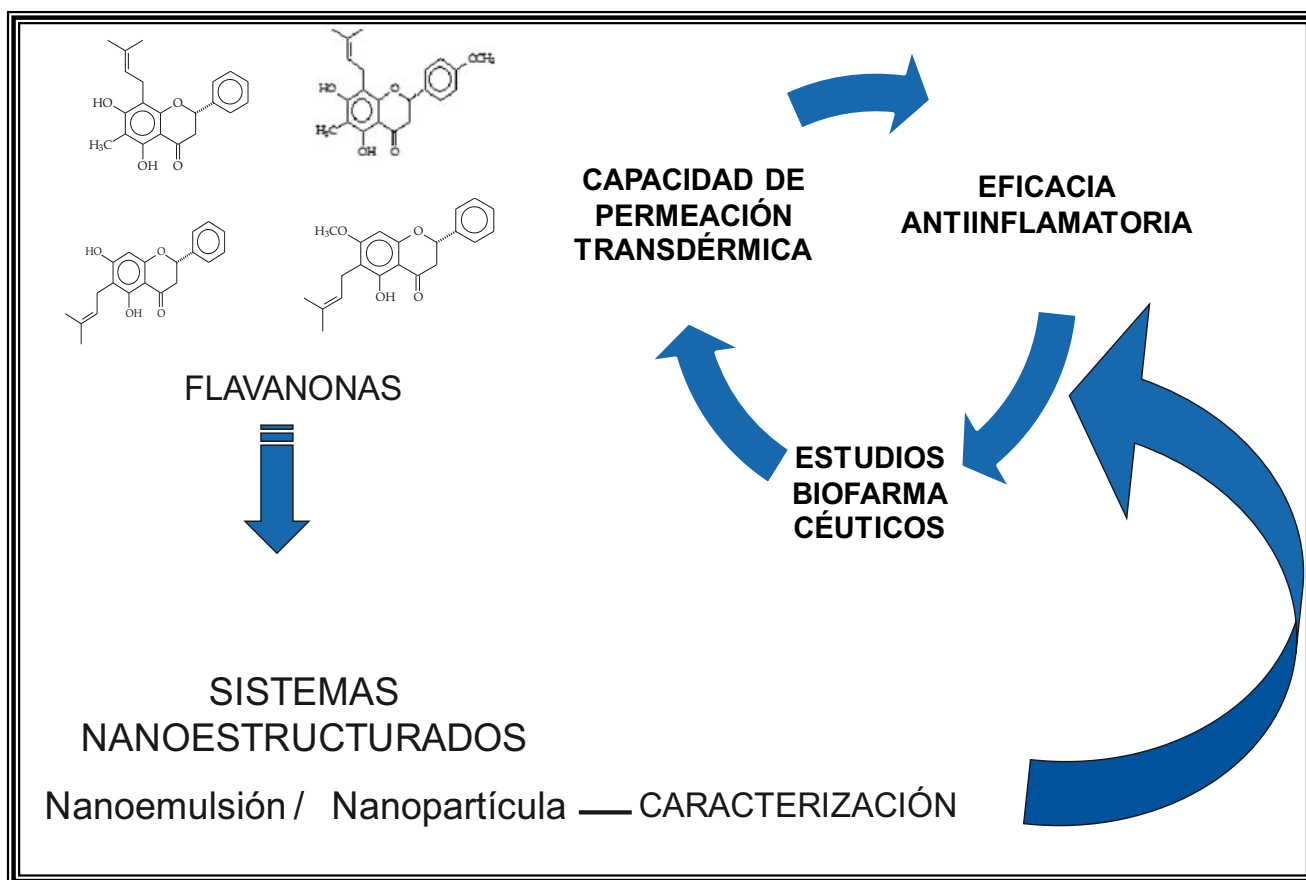 HO
O
H₃C
OH
O
OCH₃
HO
O
H₃C
OH
O
HO
O
OH
O
H₃CO
O
OH
O
FLAVANONAS
CAPACIDAD DE
PERMEACIÓN
TRANSDÉRMICA
EFICACIA
ANTIINFLAMATORIA
ESTUDIOS
BIOFARMA
CÉUTICOS
SISTEMAS
NANOESTRUCTURADOS
Nanoemulsión / Nanopartícula — CARACTERIZACIÓN